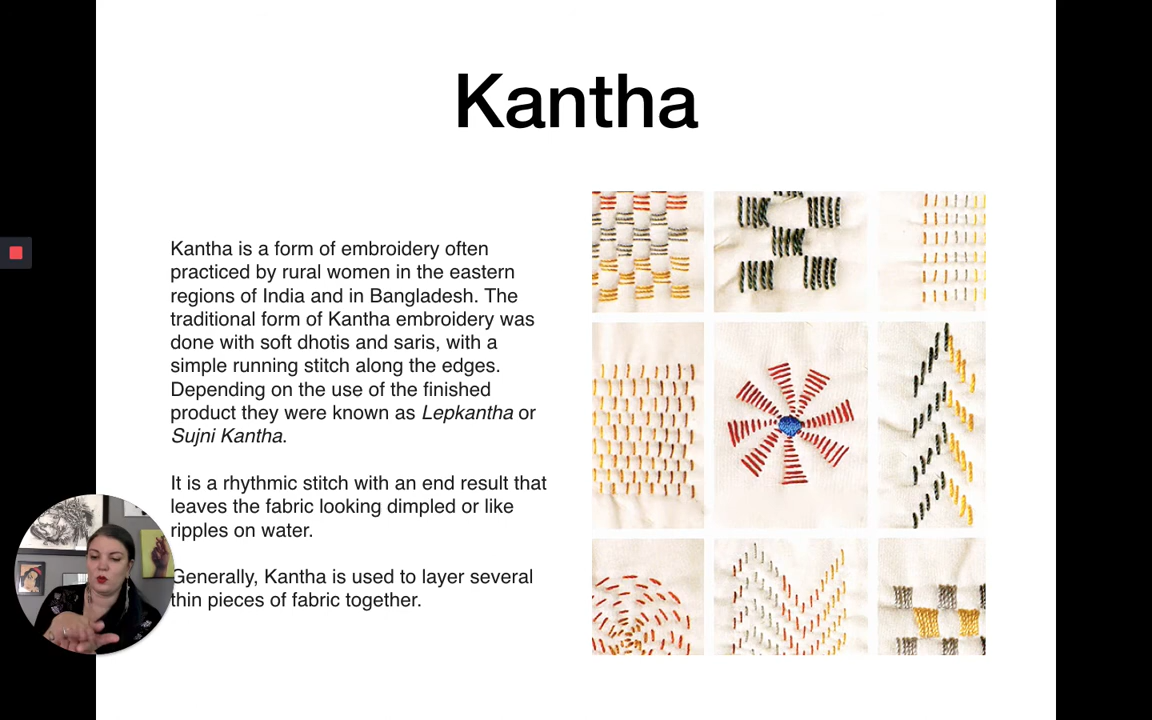 Kantha
Kantha is a form of embroidery often
practiced by rural women in the eastern
regions of India and in Bangladesh. The
traditional form of Kantha embroidery was
done with soft dhotis and saris, with a
simple running stitch along the edges.
Depending on the use of the finished
product they were known as Lepkantha or
Sujni Kantha.
It is a rhythmic stitch with an end result that
leaves the fabric looking dimpled or like
ripples on water.
Generally, Kantha is used to layer several
thin pieces of fabric together.